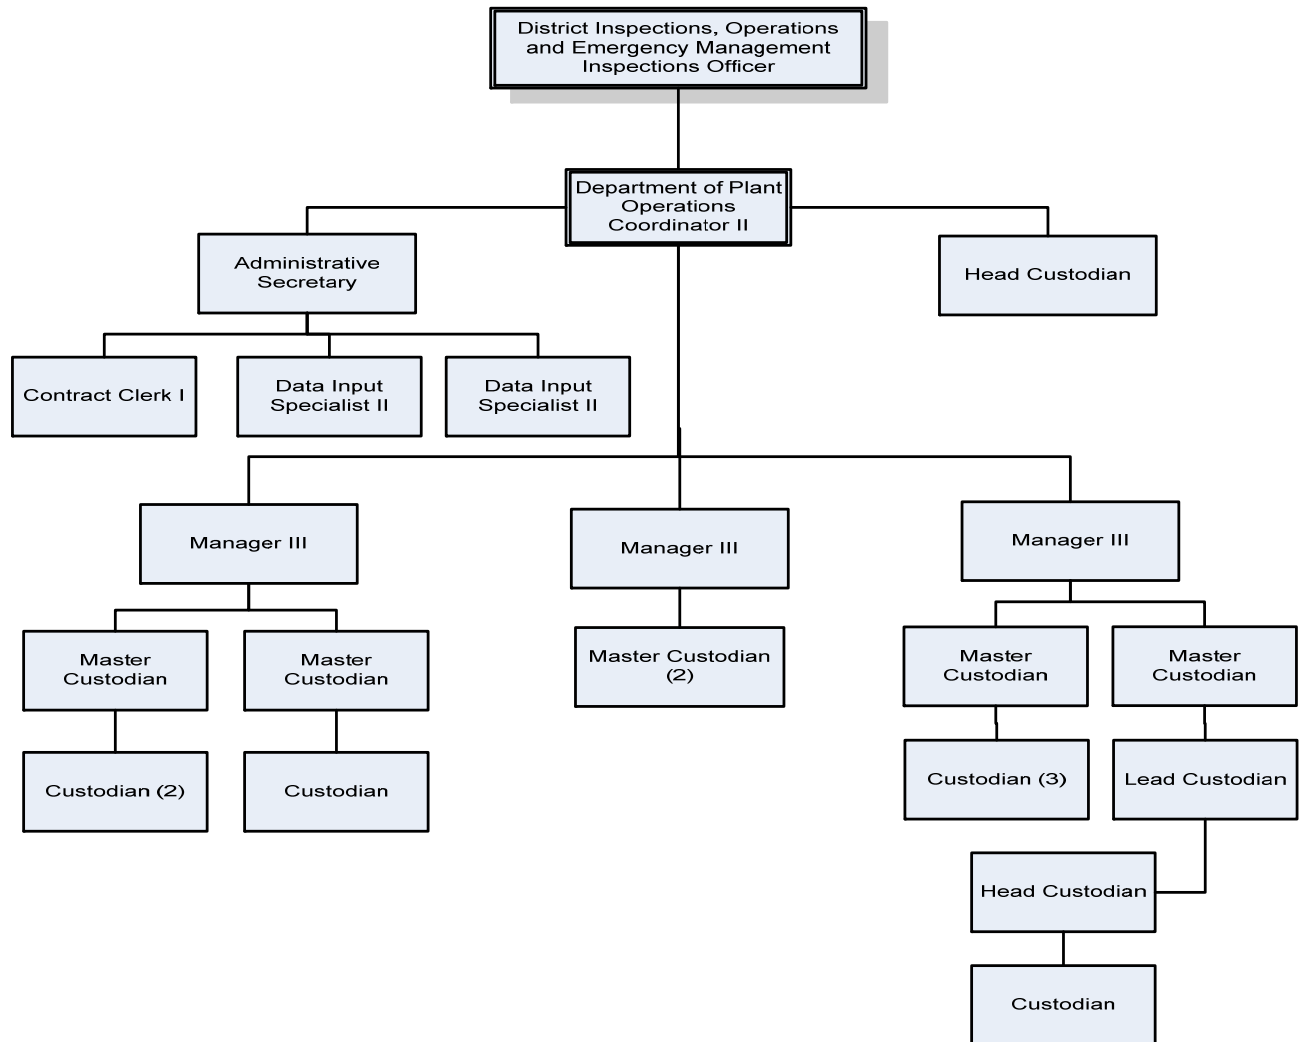 District Inspections, Operations
and Emergency Management
Inspections Officer
Department of Plant
Operations
Coordinator II
Administrative
Secretary
Head Custodian
Contract Clerk I
Data Input
Specialist II
Data Input
Specialist II
Manager III
Manager III
Manager III
Master
Custodian
Master
Custodian
Master Custodian
(2)
Master
Custodian
Master
Custodian
Custodian (2)
Custodian
Custodian (3)
Lead Custodian
Head Custodian
Custodian